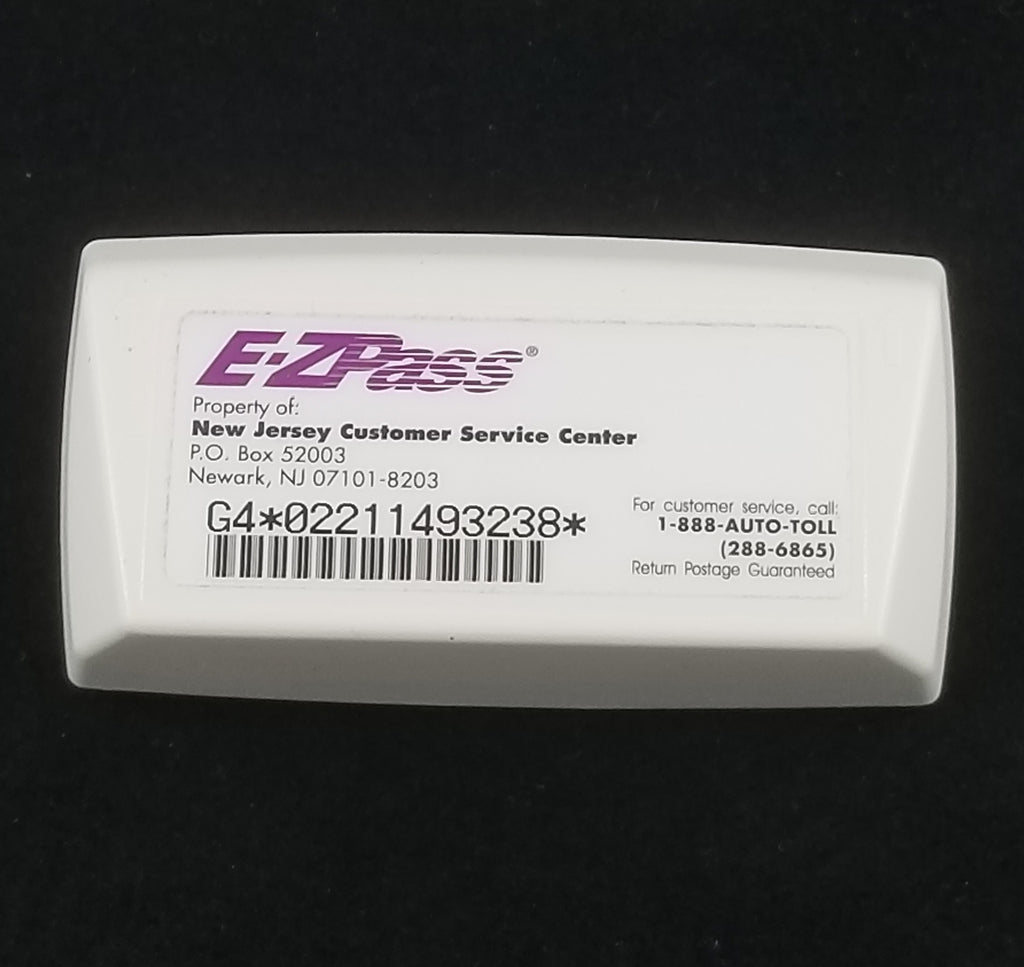 E-ZPass®
Property of:
New Jersey Customer Service Center
P.O. Box 52003
Newark, NJ 07101-8203
G4*02211493238*
For customer service, call:
1-888-AUTO-TOLL
(288-6865)
Return Postage Guaranteed